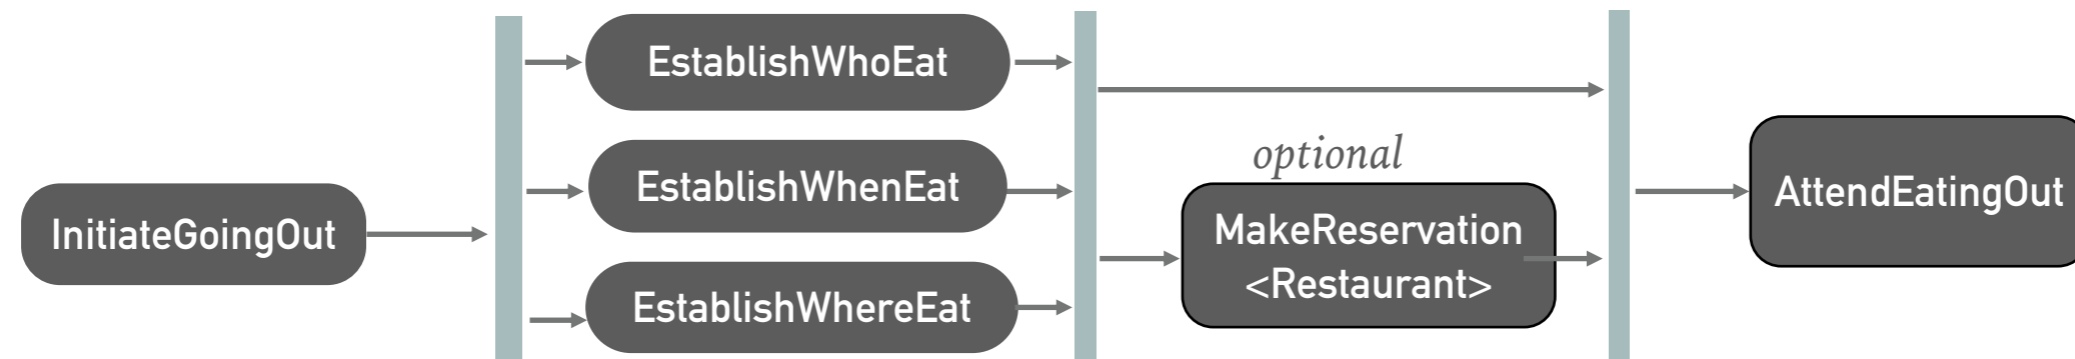 InitiateGoingOut
EstablishWhoEat
EstablishWhenEat
EstablishWhereEat
optional
MakeReservation
<Restaurant>
AttendEatingOut